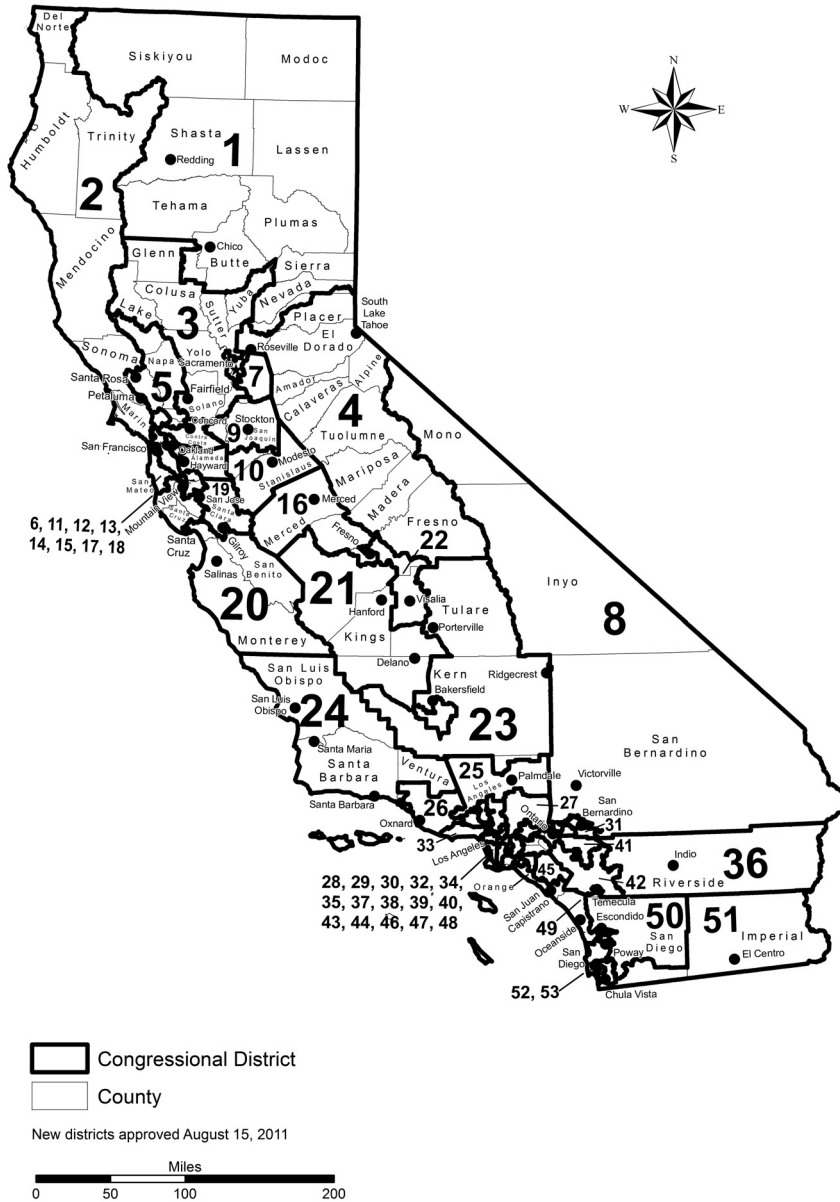 Del
Norte
Siskiyou
Modoc
N
W
E
S
Humboldt
Trinity
Shasta
1
Lassen
Redding
2
Tehama
Plumas
Mendocino
Chico
Glenn
Butte
Sierra
Colusa
Yuba
Nevada
Lake
3
Sutter
Placer
South
Lake
Tahoe
El
Dorado
Sonoma
Napa
Yolo
Sacramento
Roseville
7
Alpine
Santa Rosa
5
Fairfield
Amador
Petaluma
Solano
Calaveras
4
Marin
Concord
Stockton
9
San
Joaquin
Contra
Costa
Tuolumne
Mono
San Francisco
Oakland
Alameda
Hayward
Modesto
10
Stanislaus
Mariposa
San
Mateo
19
San Jose
Mountain View
Santa
Clara
Santa
Cruz
16
Merced
Madera
6, 11, 12, 13,
14, 15, 17, 18
Merced
Fresno
Fresno
22
Santa
Cruz
Gilroy
Salinas
San
Benito
21
Inyo
8
20
Hanford
Visalia
Tulare
Porterville
Monterey
Kings
Delano
San Luis
Obispo
Kern
Ridgecrest
Bakersfield
San Luis
Obispo
24
23
San
Bernardino
Santa Maria
Santa
Barbara
Ventura
25
Los
Angeles
Palmdale
Victorville
Santa Barbara
26
27
San
Bernardino
Oxnard
Ontario
31
33
41
Los Angeles
Indio
36
45
28, 29, 30, 32, 34,
35, 37, 38, 39, 40,
43, 44, 46, 47, 48
Orange
42
Riverside
San Juan
Capistrano
Temecula
Escondido
50
51
49
Oceanside
San
Diego
Imperial
San
Diego
Poway
El Centro
52, 53
Chula Vista
Congressional District
County
New districts approved August 15, 2011
Miles
0 50 100 200